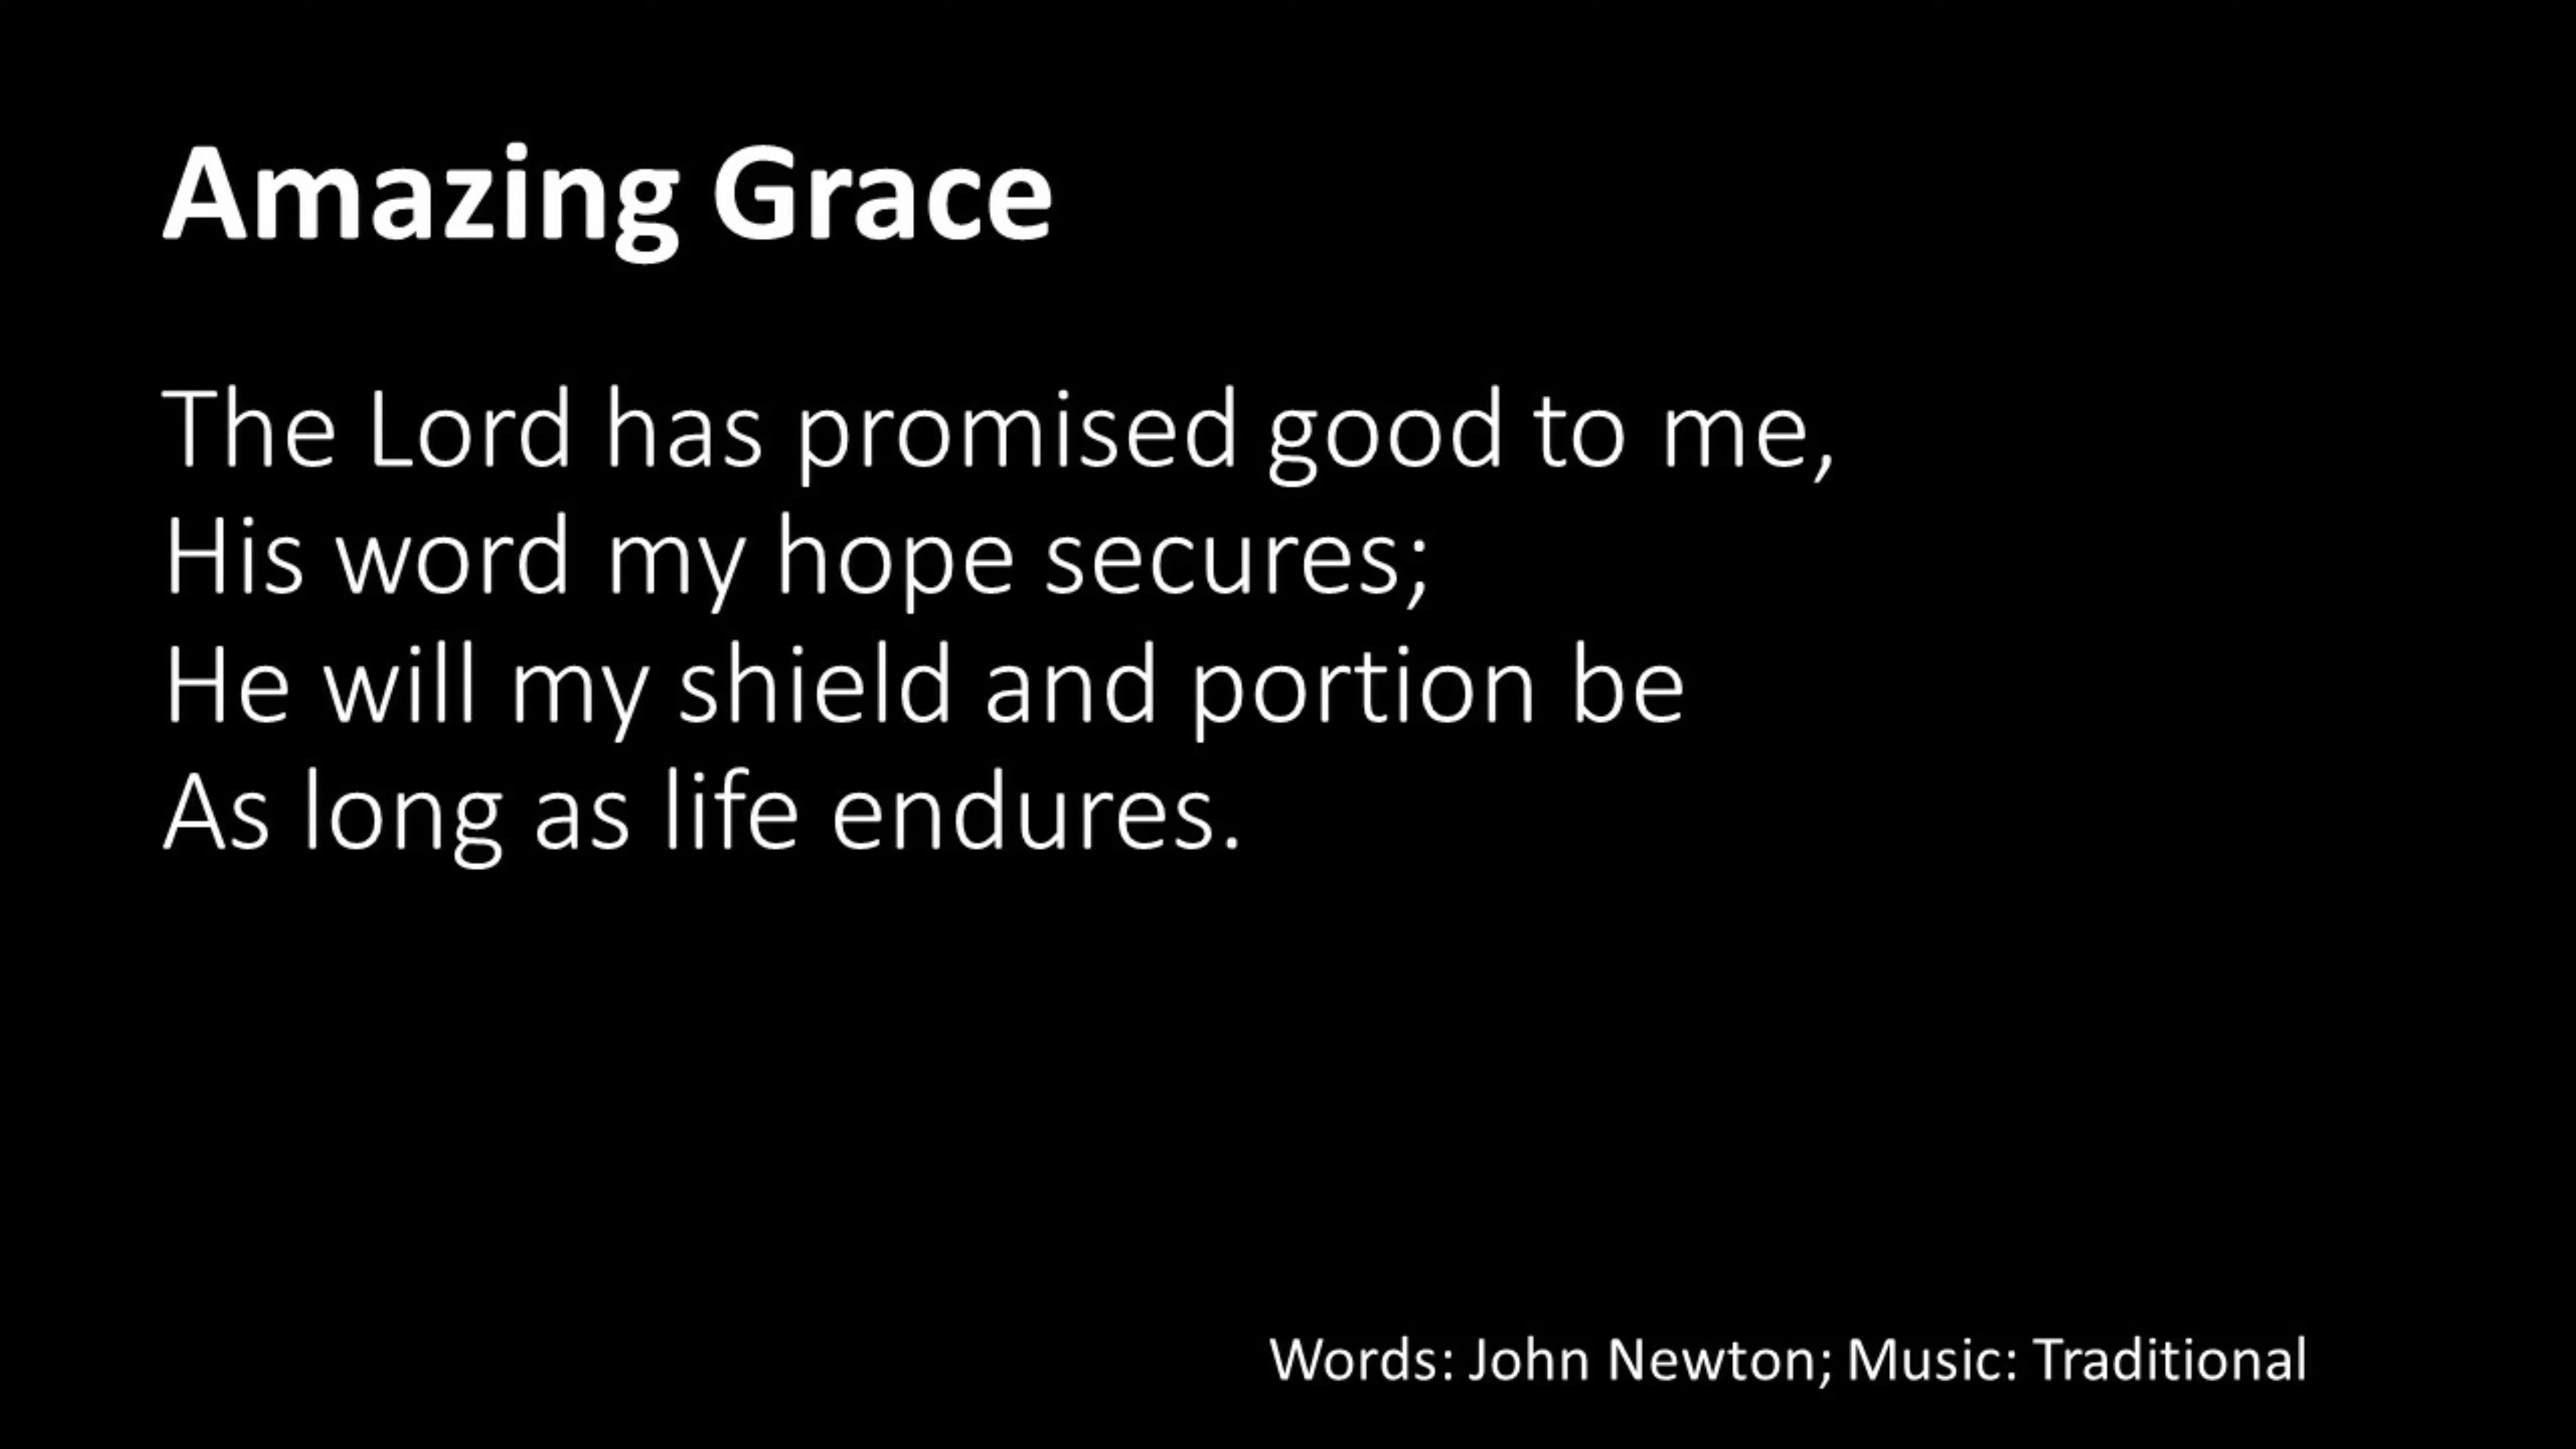 Amazing Grace
The Lord has promised good to me,
His word my hope secures;
He will my shield and portion be
As long as life endures.
Words: John Newton; Music: Traditional